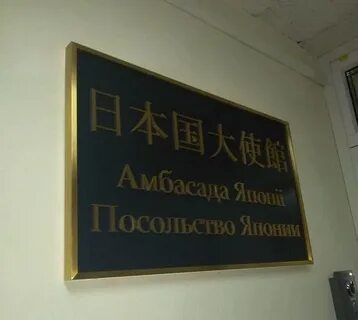 日本国大使館
Амбасада Японії
Посольство Японии